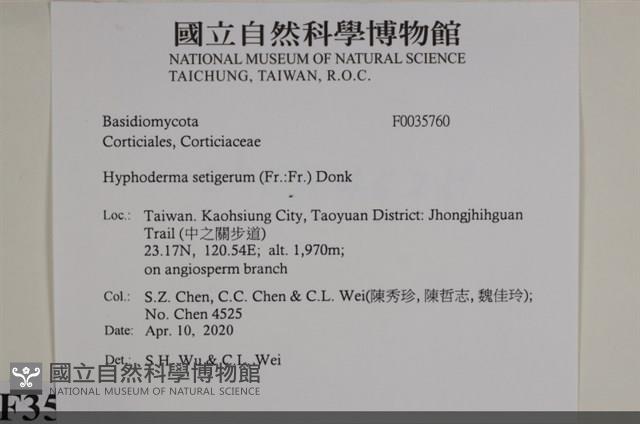 國立自然科學博物館
NATIONAL MUSEUM OF NATURAL SCIENCE
TAICHUNG, TAIWAN, R.O.C.
Basidiomycota F0035760
Corticiales, Corticiaceae
Hyphoderma setigerum (Fr.:Fr.) Donk
Loc.: Taiwan. Kaohsiung City, Taoyuan District: Jhongjhihguan
Trail (中之關步道)
23.17N, 120.54E; alt. 1,970m;
on angiosperm branch
Col.: S.Z. Chen, C.C. Chen & C.L. Wei(陳秀珍, 陳哲志, 魏佳玲);
No. Chen 4525
Date: Apr. 10, 2020
Det.: S.H. Wu & C.L. Wei
國立自然科學博物館
NATIONAL MUSEUM OF NATURAL SCIENCE
F35